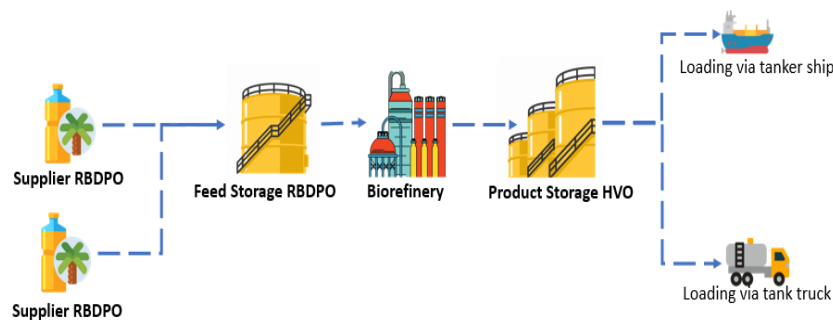 Loading via tanker ship
Supplier RBDPO
Feed Storage RBDPO
Biorefinery
Product Storage HVO
Supplier RBDPO
Loading via tank truck